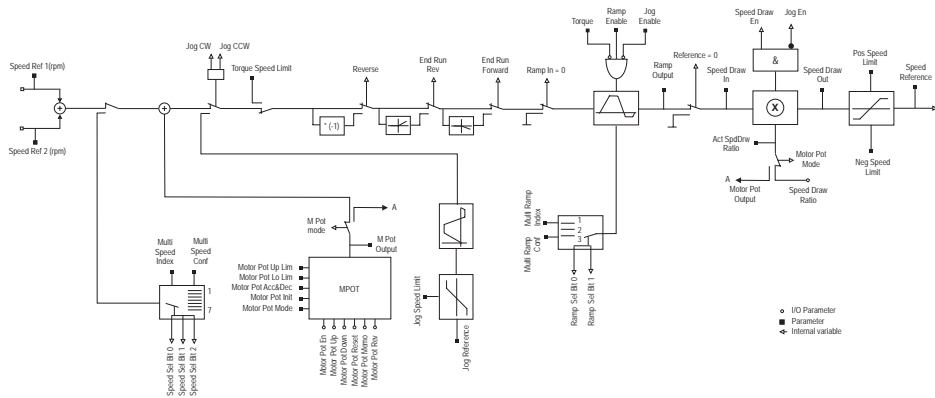 Speed Ref 1(rpm)
Speed Ref 2 (rpm)
Jog CW
Jog CCW
Torque Speed Limit
Reverse
* (-1)
End Run
Rev
End Run
Forward
Ramp In = 0
Torque
Ramp
Enable
Jog
Enable
Ramp
Output
Reference = 0
Speed Draw
In
Speed Draw
En
Jog En
&
X
Speed Draw
Out
Pos Speed
Limit
Neg Speed
Limit
Speed
Reference
Act SpdDrw
Ratio
Motor Pot
Mode
A
Motor Pot
Output
Speed Draw
Ratio
Multi
Speed
Index
Multi
Speed
Conf
1
7
Speed Sel Bit 0
Speed Sel Bit 1
Speed Sel Bit 2
M Pot
mode
A
M Pot
Output
Motor Pot Up Lim
Motor Pot Lo Lim
Motor Pot Acc&Dec
Motor Pot Init
Motor Pot Mode
MPOT
Motor Pot En
Motor Pot Up
Motor Pot Down
Motor Pot Reset
Motor Pot Memo
Motor Pot Rev
Jog Speed Limit
Jog Reference
Multi Ramp
Index
Multi Ramp
Conf
1
2
3
Ramp Sel Bit 0
Ramp Sel Bit 1
I/O Parameter
Parameter
Internal variable